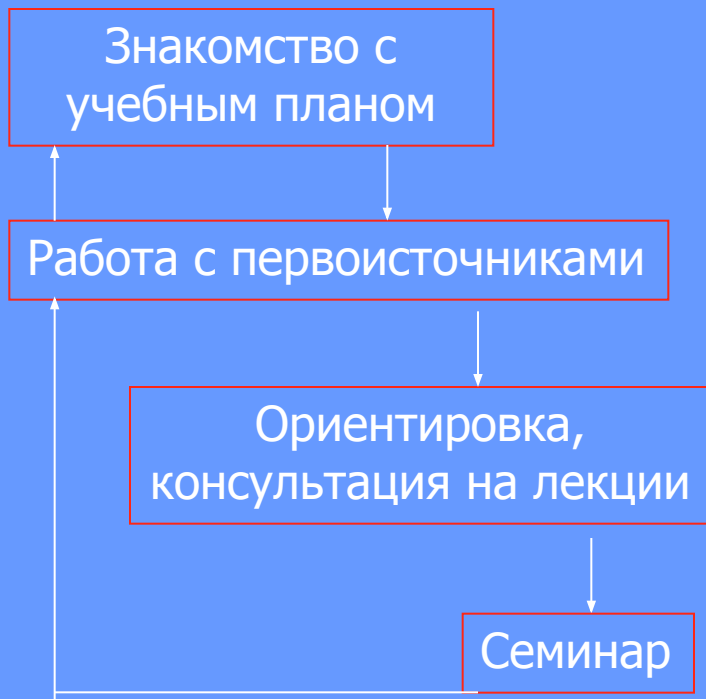 Знакомство с
учебным планом
Работа с первоисточниками
Ориентировка,
консультация на лекции
Семинар